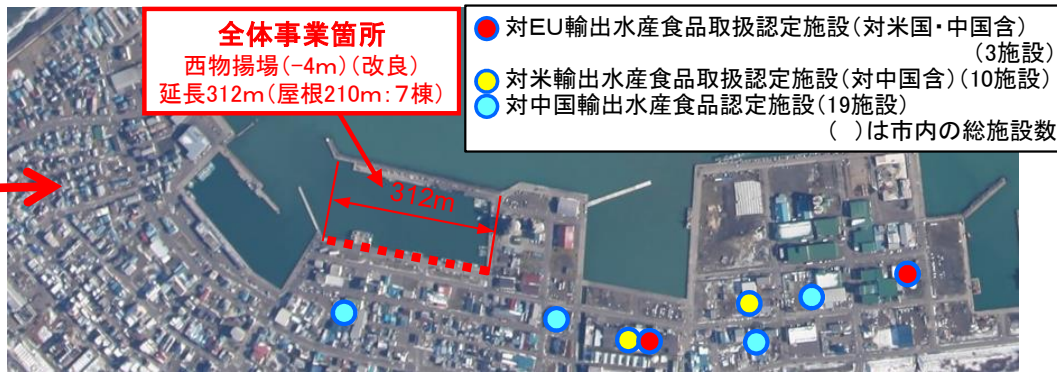 全体事業箇所
西物揚場(-4m)(改良)
延長312m(屋根210m:7棟)
対EU輸出水産食品取扱認定施設(対米国・中国含)
(3施設)
対米輸出水産食品取扱認定施設(対中国含)(10施設)
対中国輸出水産食品認定施設(19施設)
( )は市内の総施設数
312m